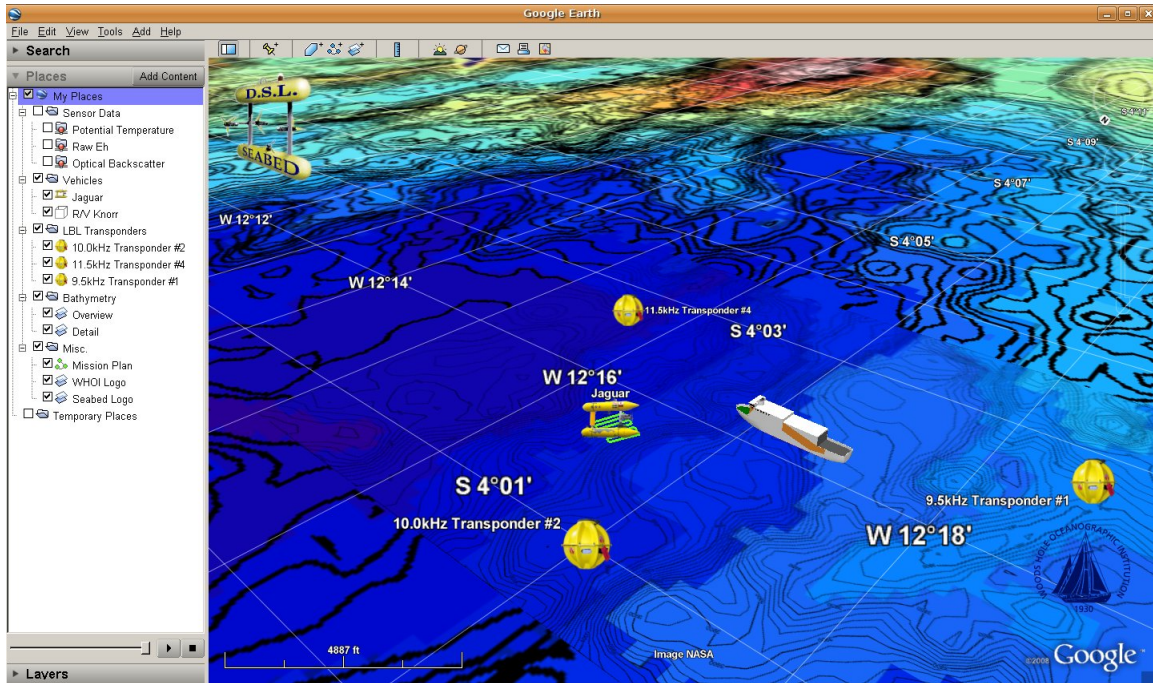 Google Earth
File Edit View Tools Add Help
Search
Places
Add Content
My Places
Sensor Data
Potential Temperature
Raw Eh
Optical Backscatter
Vehicles
Jaguar
R/V Knorr
LBL Transponders
10.0kHz Transponder #2
11.5kHz Transponder #4
9.5kHz Transponder #1
Bathymetry
Overview
Detail
Misc.
Mission Plan
WHOI Logo
Seabed Logo
Temporary Places
Layers
D.S.L.
SEABED
S 4°09'
S 4°07'
W 12°12'
S 4°05'
W 12°14'
11.5kHz Transponder #4
S 4°03'
W 12°16'
Jaguar
S 4°01'
9.5kHz Transponder #1
10.0kHz Transponder #2
W 12°18'
WOODS HOLE OCEANOGRAPHIC INSTITUTION
1930
4887 ft
Image NASA
©2008 Google